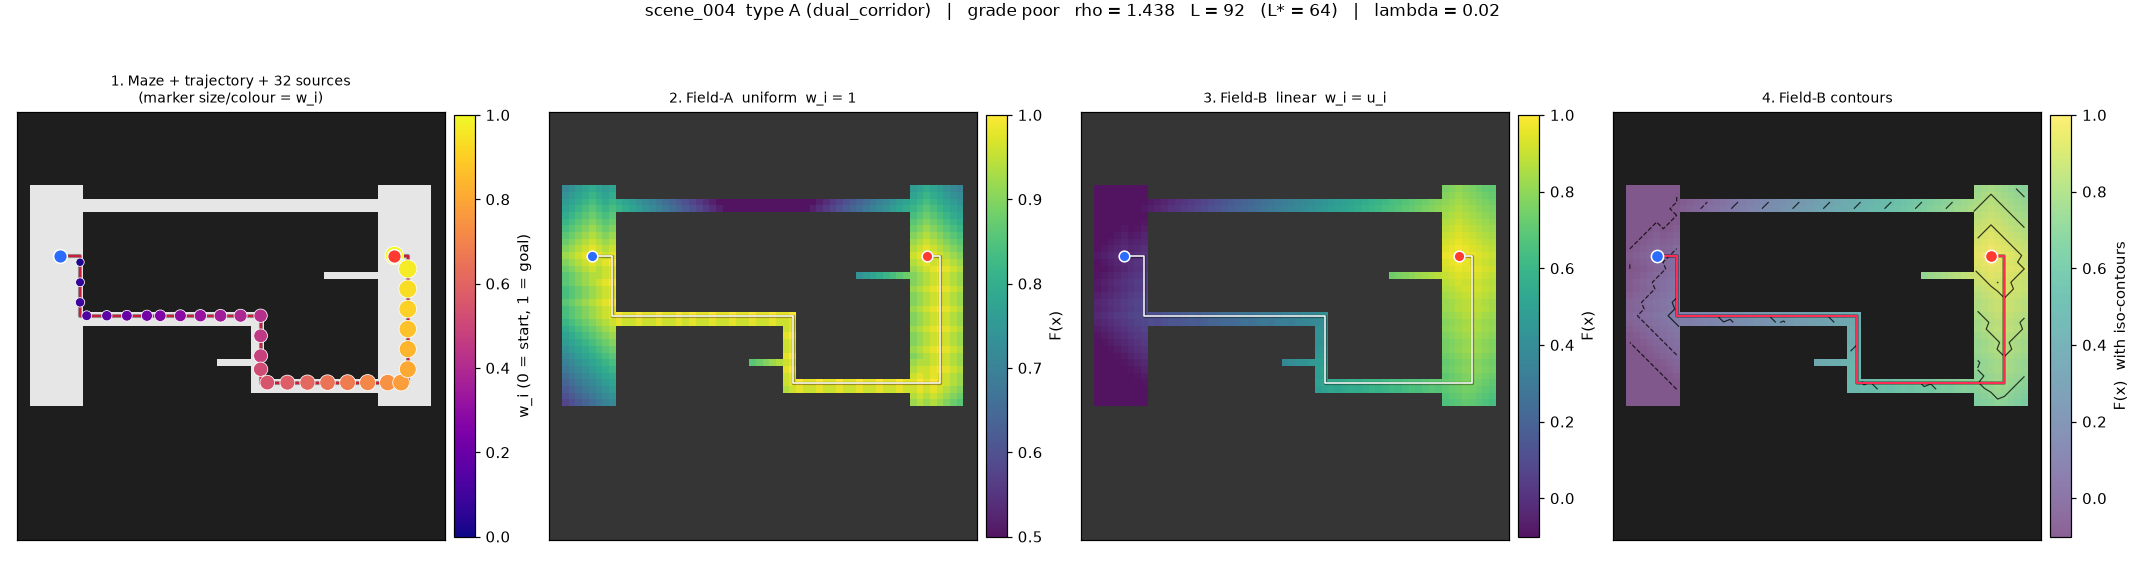 scene_004  type A (dual_corridor)   |   grade poor   rho = 1.438   L = 92   (L* = 64)   |   lambda = 0.02
1. Maze + trajectory + 32 sources
(marker size/colour = w_i)
1.0
0.8
0.6
0.4
0.2
0.0
w_i (0 = start, 1 = goal)
2. Field-A  uniform  w_i = 1
1.0
0.9
0.8
0.7
0.6
0.5
F(x)
3. Field-B  linear  w_i = u_i
1.0
0.8
0.6
0.4
0.2
0.0
F(x)
4. Field-B contours
1.0
0.8
0.6
0.4
0.2
0.0
F(x)  with iso-contours